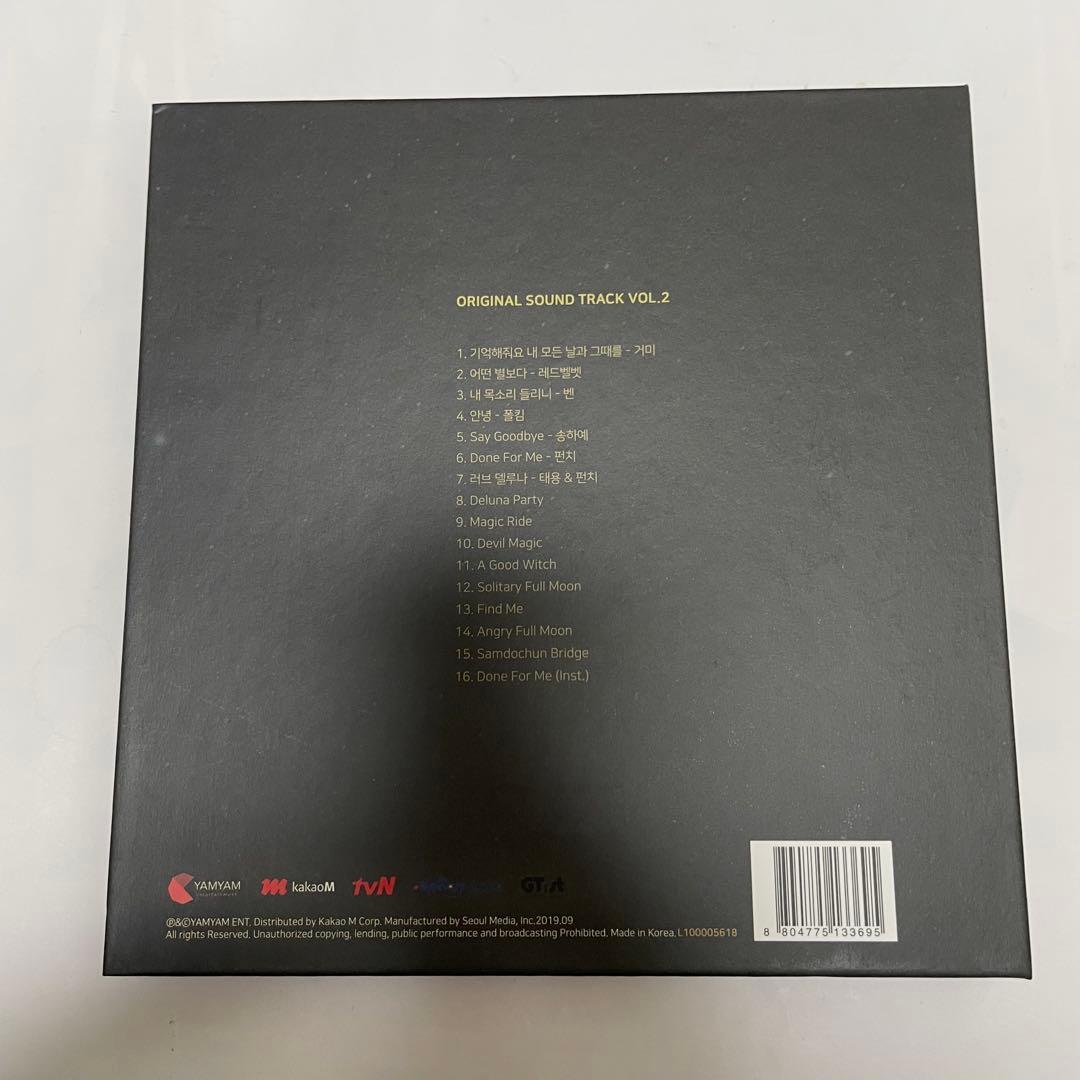 ORIGINAL SOUND TRACK VOL.2
1. 기억해줘요 내 모든 날과 그때를 - 거미
2. 어떤 별보다 - 레드벨벳
3. 내 목소리 들리니 - 벤
4. 안녕 - 폴킴
5. Say Goodbye - 송하예
6. Done For Me - 펀치
7. 러브 델루나 - 태용 & 펀치
8. Deluna Party
9. Magic Ride
10. Devil Magic
11. A Good Witch
12. Solitary Full Moon
13. Find Me
14. Angry Full Moon
15. Samdochun Bridge
16. Done For Me (Inst.)
YAMYAM
entertainment
m kakaoM
tvN
GTist
℗&©YAMYAM ENT. Distributed by Kakao M Corp. Manufactured by Seoul Media, Inc.2019.09
All rights Reserved. Unauthorized copying, lending, public performance and broadcasting Prohibited. Made in Korea. L100005618
8 804775 133695